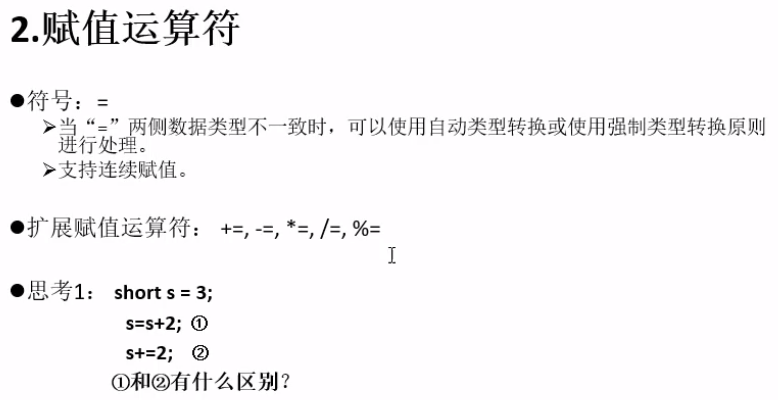 2.赋值运算符
●符号：=
➢当“=”两侧数据类型不一致时，可以使用自动类型转换或使用强制类型转换原则
进行处理。
➢支持连续赋值。
●扩展赋值运算符： +=, -=, *=, /=, %=
●思考1： short s = 3;
s=s+2; ①
s+=2; ②
①和②有什么区别？